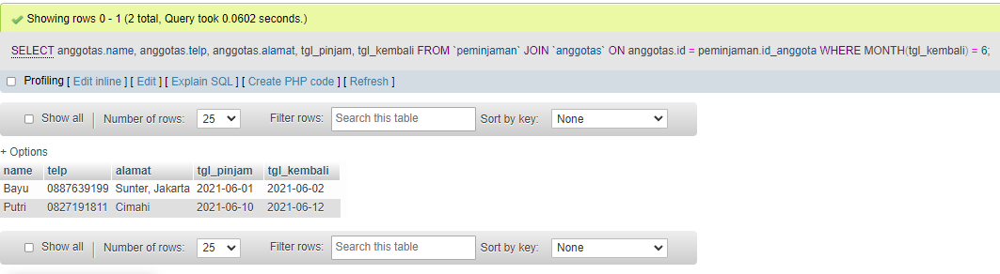 Showing rows 0 - 1 (2 total, Query took 0.0602 seconds.)
SELECT anggotas.name, anggotas.telp, anggotas.alamat, tgl_pinjam, tgl_kembali FROM `peminjaman` JOIN `anggotas` ON anggotas.id = peminjaman.id_anggota WHERE MONTH(tgl_kembali) = 6;
Profiling [ Edit inline ] [ Edit ] [ Explain SQL ] [ Create PHP code ] [ Refresh ]
Show all Number of rows: 25 Filter rows: Search this table Sort by key: None
+ Options
name telp alamat tgl_pinjam tgl_kembali
Bayu 0887639199 Sunter, Jakarta 2021-06-01 2021-06-02
Putri 0827191811 Cimahi 2021-06-10 2021-06-12
Show all Number of rows: 25 Filter rows: Search this table Sort by key: None